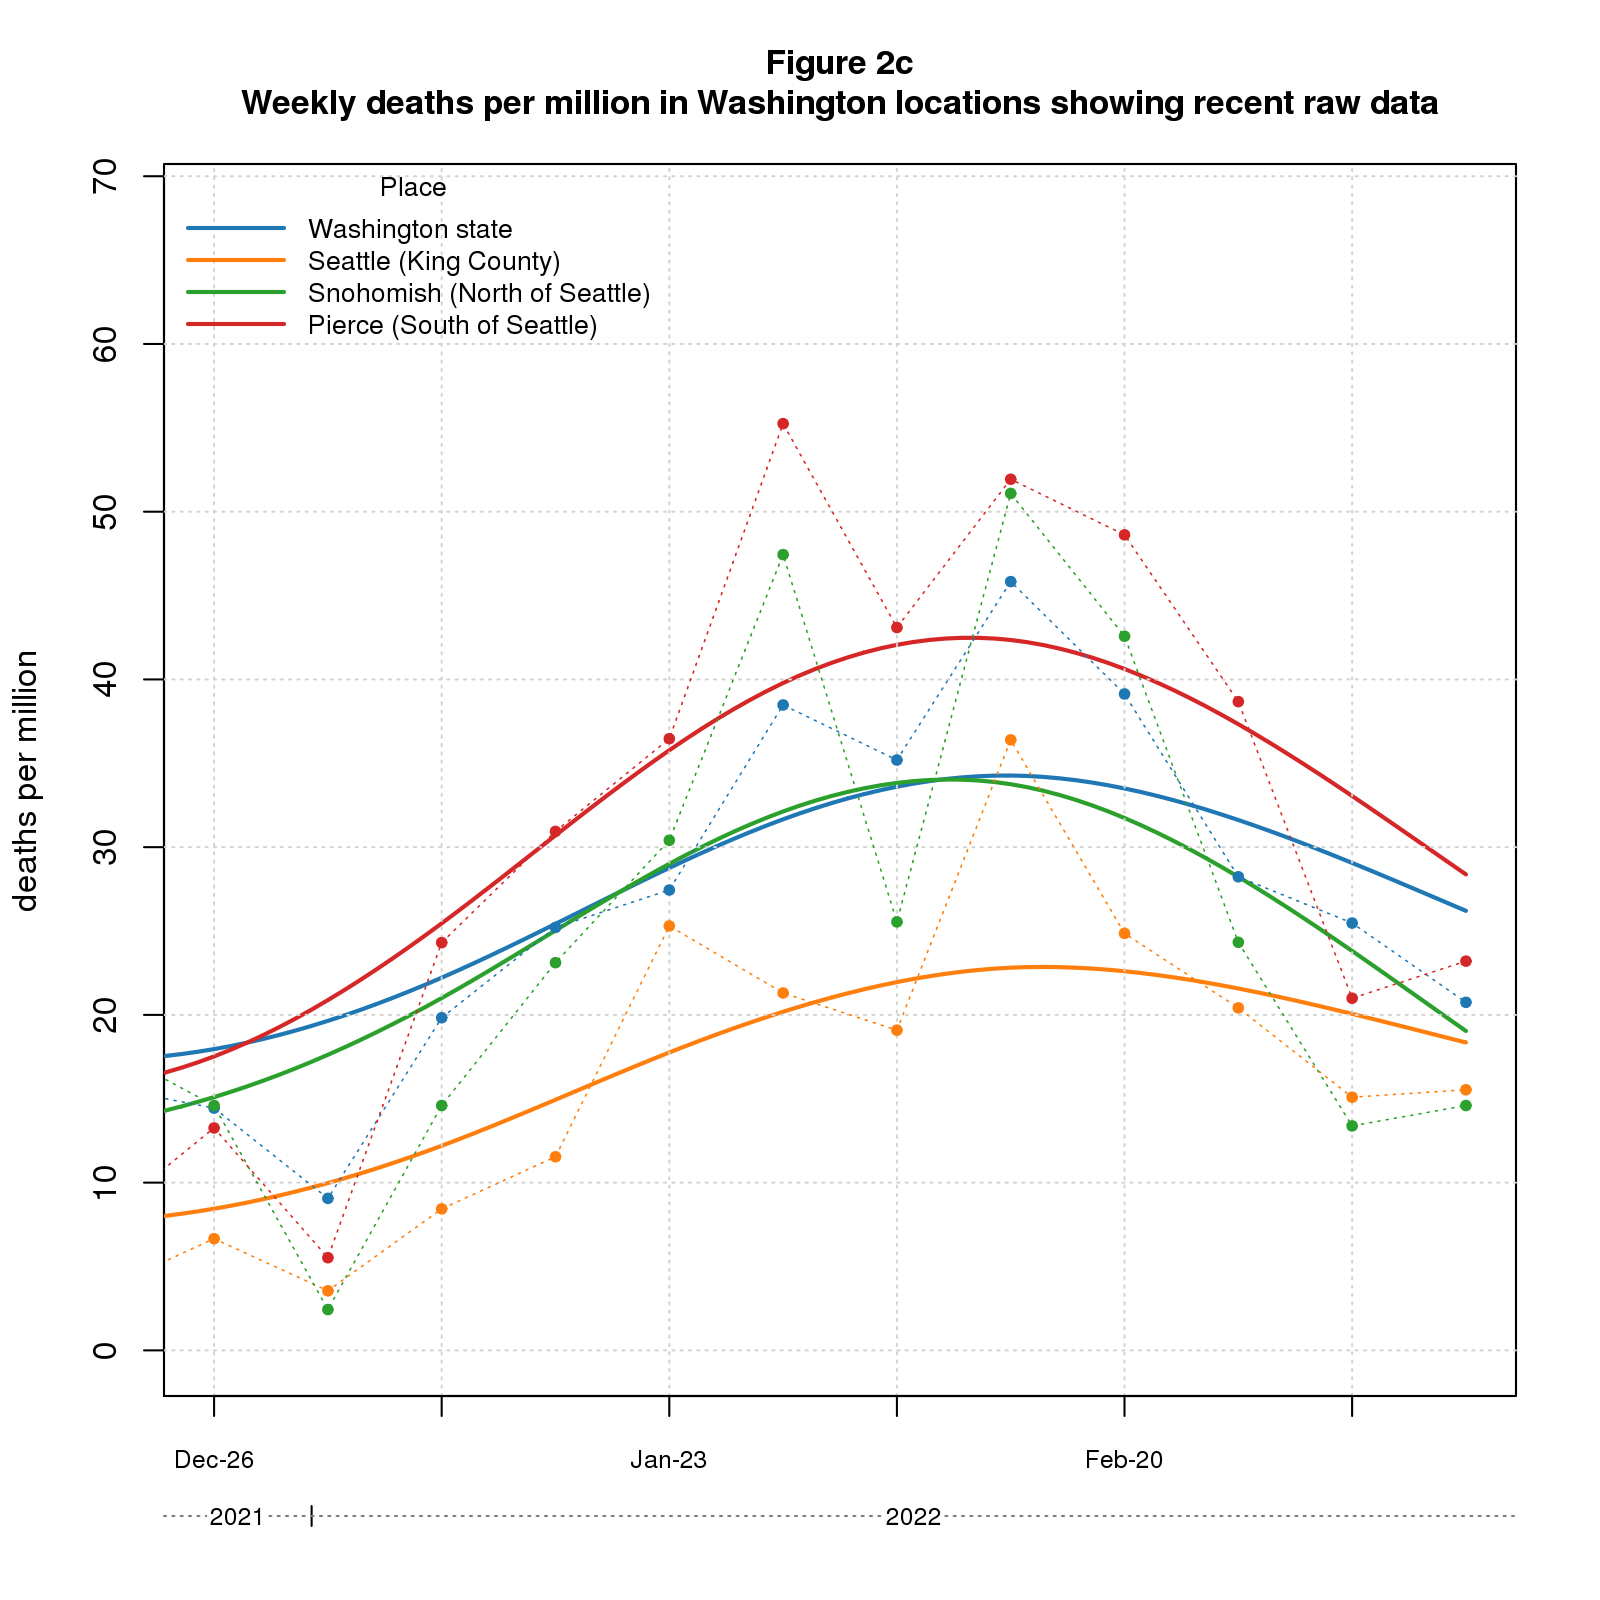 Figure 2c
Weekly deaths per million in Washington locations showing recent raw data
Place
Washington state
Seattle (King County)
Snohomish (North of Seattle)
Pierce (South of Seattle)
deaths per million
70
60
50
40
30
20
10
0
Dec-26 Jan-23 Feb-20
2021 2022